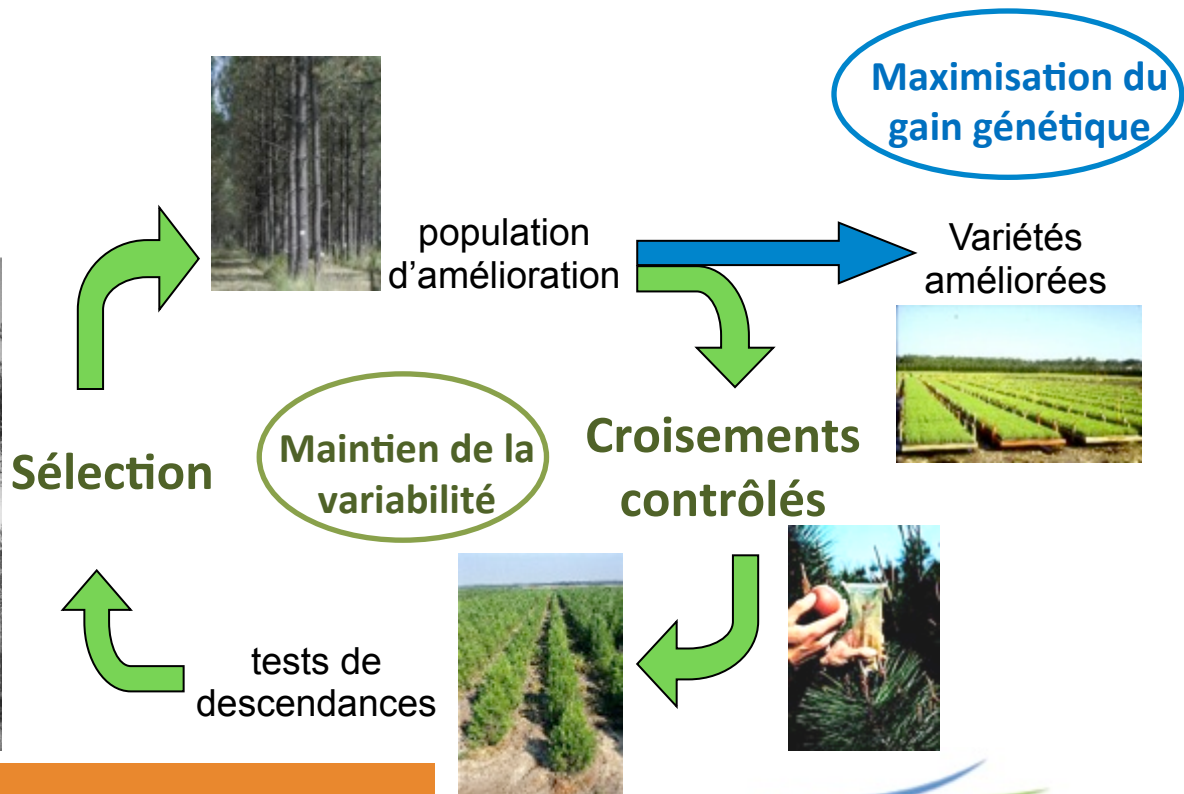 Maximisation du
gain génétique
population
d’amélioration
Variétés
améliorées
Sélection
Maintien de la
variabilité
Croisements
contrôlés
tests de
descendances